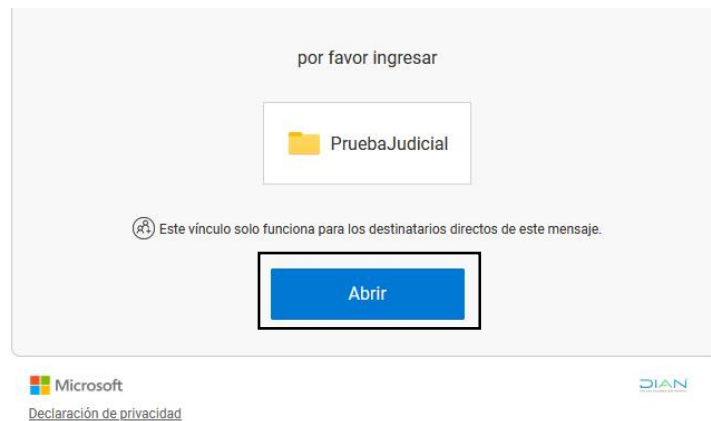 por favor ingresar
PruebaJudicial
Este vínculo solo funciona para los destinatarios directos de este mensaje.
Abrir
Microsoft
DIAN
Declaración de privacidad